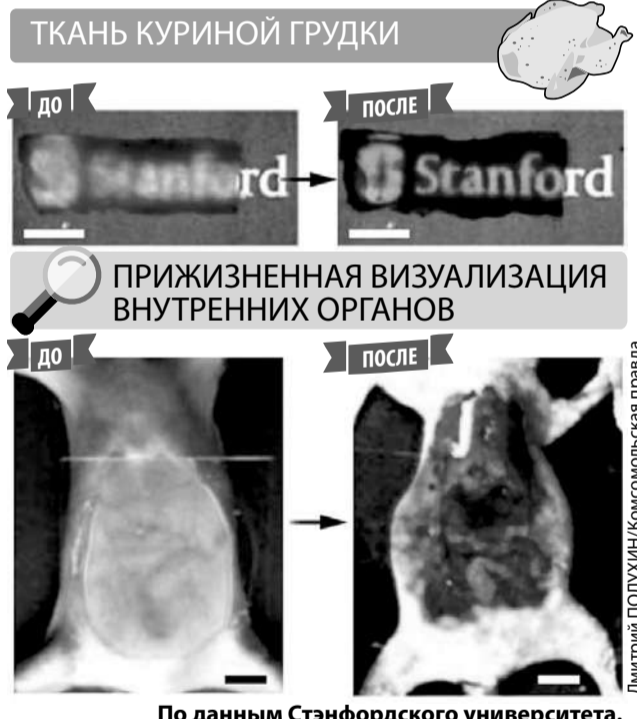 ТКАНЬ КУРИНОЙ ГРУДКИ
ДО
ПОСЛЕ
Stanford
Stanford
ПРИЖИЗНЕННАЯ ВИЗУАЛИЗАЦИЯ
ВНУТРЕННИХ ОРГАНОВ
ДО
ПОСЛЕ
Дмитрий ПОЛУХИН/Комсомольская правда
По данным Стэнфордского университета.